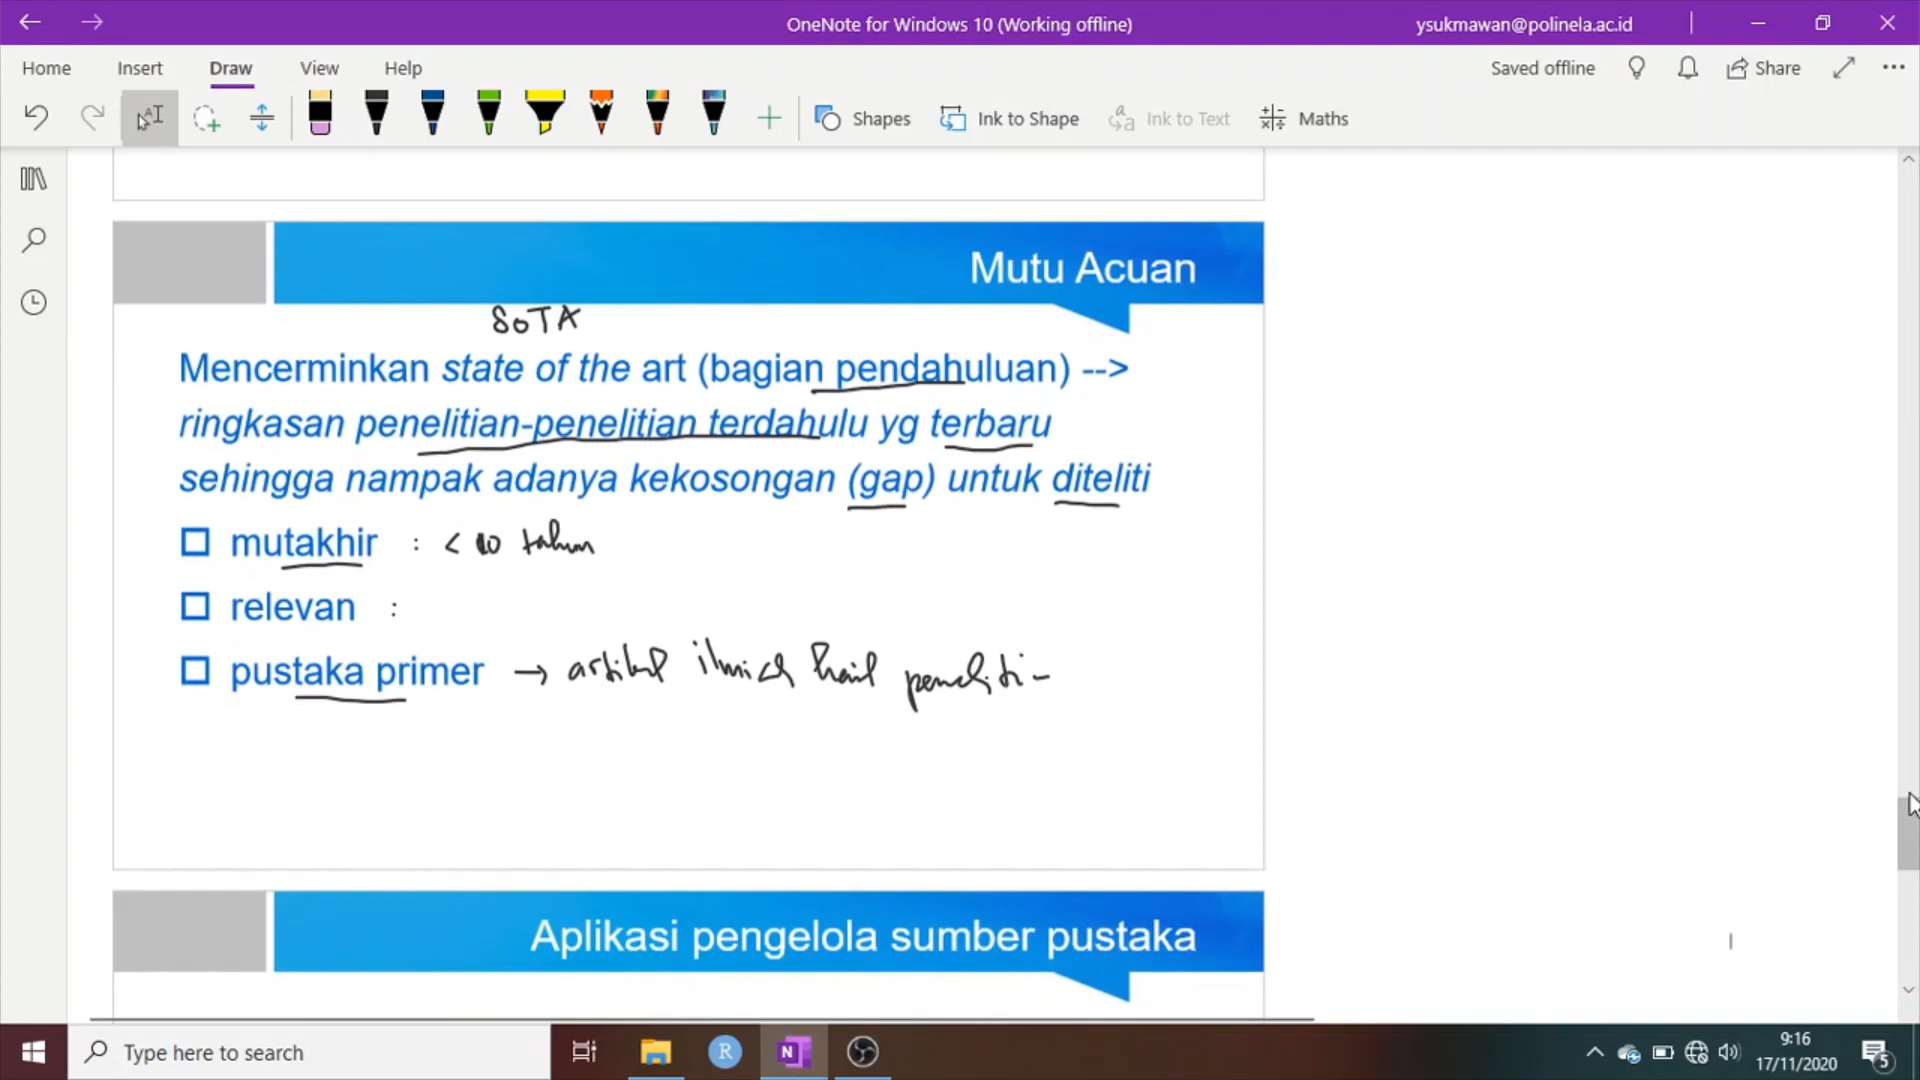 OneNote for Windows 10 (Working offline)
ysukmawan@polinela.ac.id
Home Insert Draw View Help
Saved offline
Share
Shapes
Ink to Shape
Ink to Text
Maths
Mutu Acuan
SOTA
Mencerminkan state of the art (bagian pendahuluan) -->
ringkasan penelitian-penelitian terdahulu yg terbaru
sehingga nampak adanya kekosongan (gap) untuk diteliti
mutakhir : < 10 tahun
relevan :
pustaka primer → artikel ilmiah hasil peneliti-
Aplikasi pengelola sumber pustaka
Type here to search
R
N
9:16
17/11/2020
5